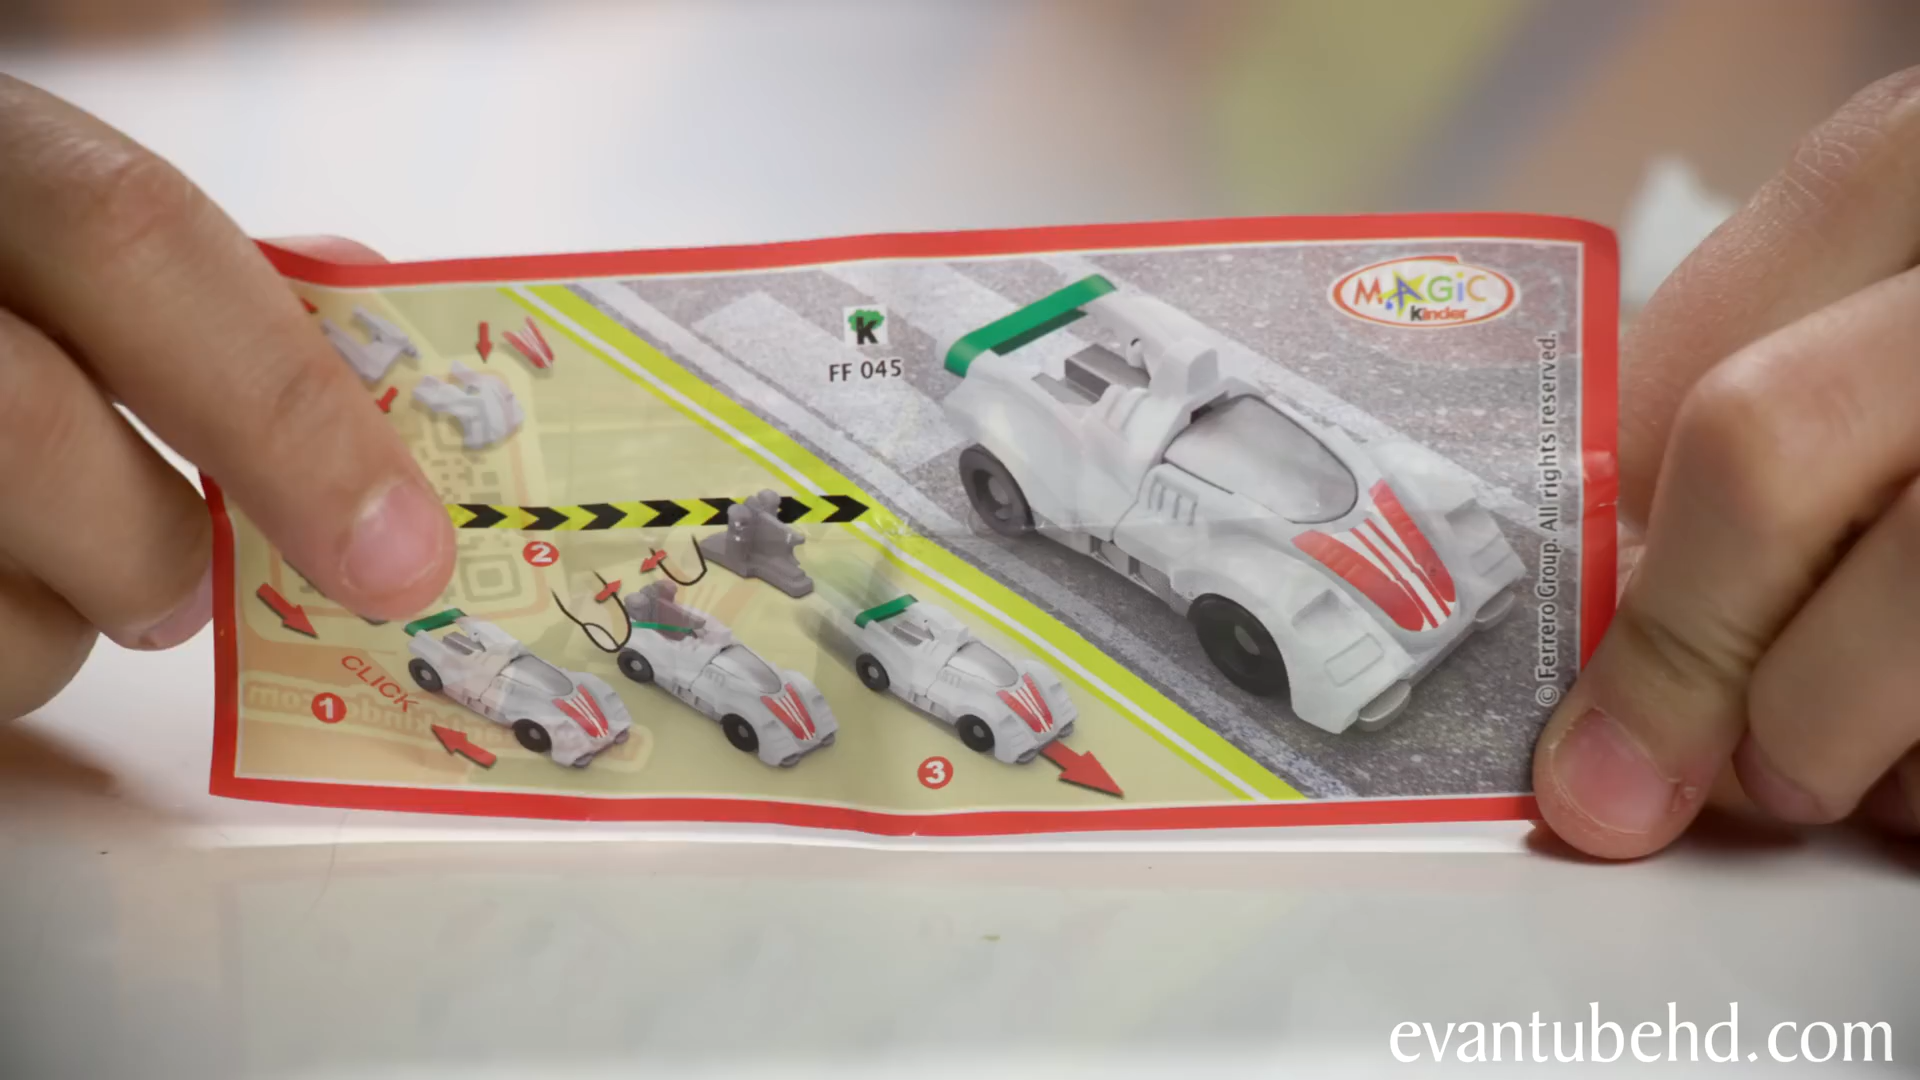 MAGiC
Kinder
K
FF 045
© Ferrero Group. All rights reserved.
2
CLICK
1
3
evantubehd.com